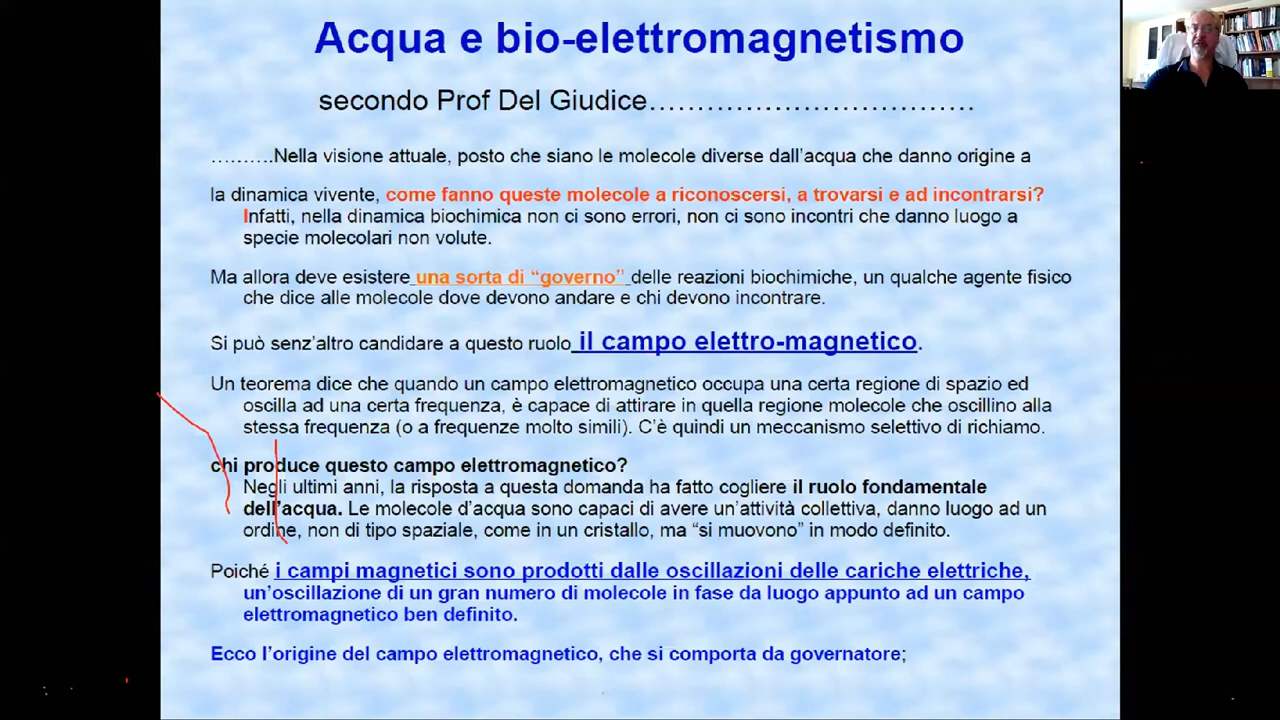 Acqua e bio-elettromagnetismo
secondo Prof Del Giudice……………………………
……….Nella visione attuale, posto che siano le molecole diverse dall’acqua che danno origine a
la dinamica vivente, come fanno queste molecole a riconoscersi, a trovarsi e ad incontrarsi?
Infatti, nella dinamica biochimica non ci sono errori, non ci sono incontri che danno luogo a
specie molecolari non volute.
Ma allora deve esistere una sorta di “governo” delle reazioni biochimiche, un qualche agente fisico
che dice alle molecole dove devono andare e chi devono incontrare.
Si può senz’altro candidare a questo ruolo il campo elettro-magnetico.
Un teorema dice che quando un campo elettromagnetico occupa una certa regione di spazio ed
oscilla ad una certa frequenza, è capace di attirare in quella regione molecole che oscillino alla
stessa frequenza (o a frequenze molto simili). C’è quindi un meccanismo selettivo di richiamo.
chi produce questo campo elettromagnetico?
Negli ultimi anni, la risposta a questa domanda ha fatto cogliere il ruolo fondamentale
dell’acqua. Le molecole d’acqua sono capaci di avere un’attività collettiva, danno luogo ad un
ordine, non di tipo spaziale, come in un cristallo, ma “si muovono” in modo definito.
Poiché i campi magnetici sono prodotti dalle oscillazioni delle cariche elettriche,
un’oscillazione di un gran numero di molecole in fase da luogo appunto ad un campo
elettromagnetico ben definito.
Ecco l’origine del campo elettromagnetico, che si comporta da governatore;